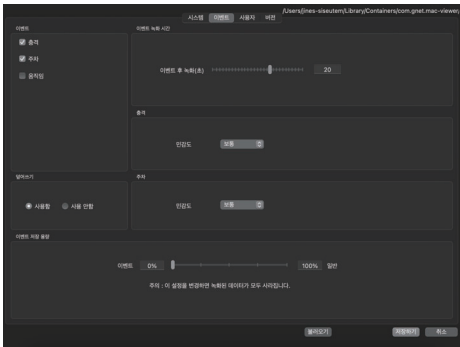 /Users/jines-siseutem/Library/Containers/com.gnet.mac-viewer/
시스템 이벤트 사용자 버전
이벤트
충격
주차
움직임
이벤트 녹화 시간
이벤트 후 녹화(초) 20
충격
민감도 보통
덮어쓰기
사용함 사용 안함
주차
민감도 보통
이벤트 저장 용량
이벤트 0% 100% 일반
주의 : 이 설정을 변경하면 녹화된 데이터가 모두 사라집니다.
불러오기 저장하기 취소